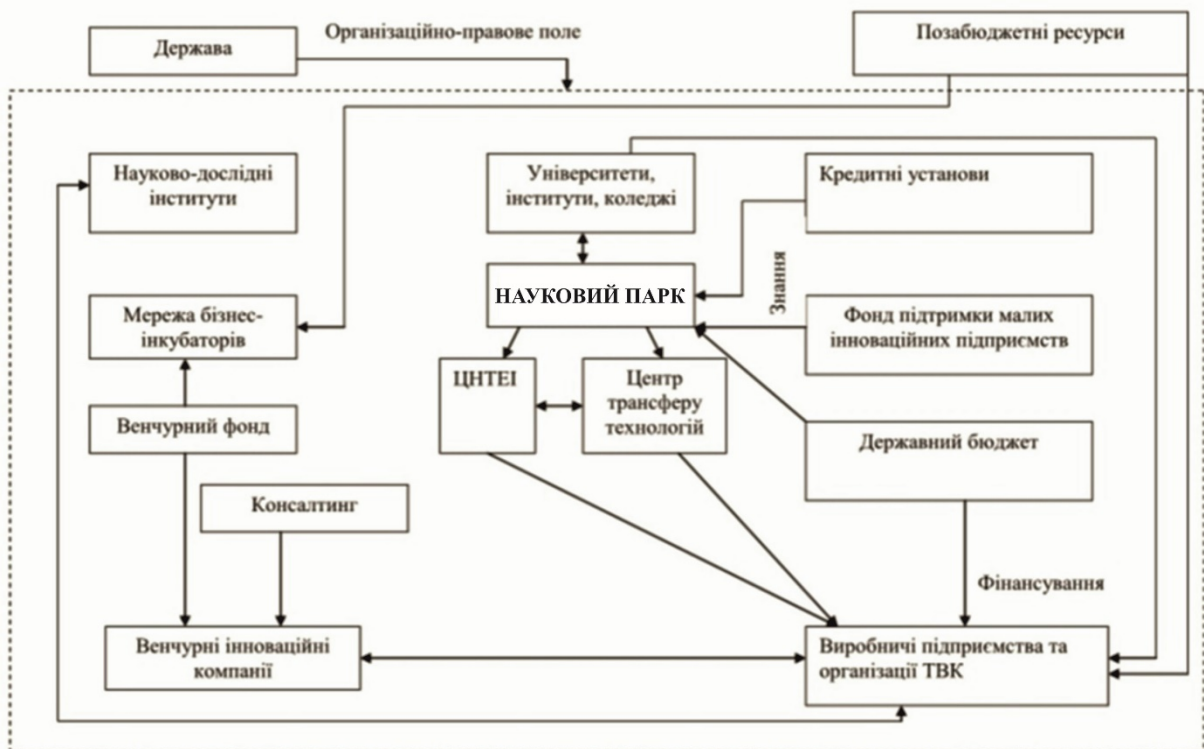 Держава
Організаційно-правове поле
Позабюджетні ресурси
Науково-дослідні
інститути
Університети,
інститути, коледжі
Кредитні установи
Знання
НАУКОВИЙ ПАРК
Мережа бізнес-
інкубаторів
Фонд підтримки малих
інноваційних підприємств
ЦНТЕІ
Центр
трансферу
технологій
Венчурний фонд
Державний бюджет
Консалтинг
Фінансування
Венчурні інноваційні
компанії
Виробничі підприємства та
організації ТВК